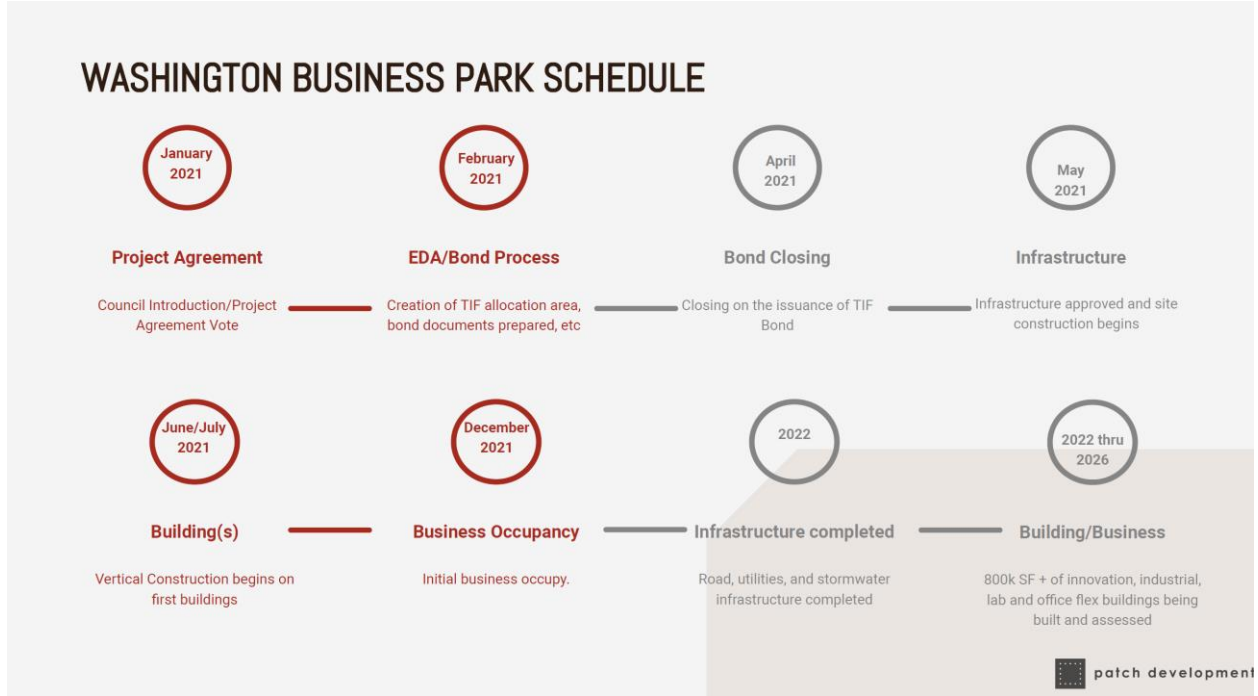 WASHINGTON BUSINESS PARK SCHEDULE
January
2021
Project Agreement
Council Introduction/Project
Agreement Vote
February
2021
EDA/Bond Process
Creation of TIF allocation area,
bond documents prepared, etc
April
2021
Bond Closing
Closing on the issuance of TIF
Bond
May
2021
Infrastructure
Infrastructure approved and site
construction begins
June/July
2021
Building(s)
Vertical Construction begins on
first buildings
December
2021
Business Occupancy
Initial business occupy.
2022
Infrastructure completed
Road, utilities, and stormwater
infrastructure completed
2022 thru
2026
Building/Business
800k SF + of innovation, industrial,
lab and office flex buildings being
built and assessed
patch development